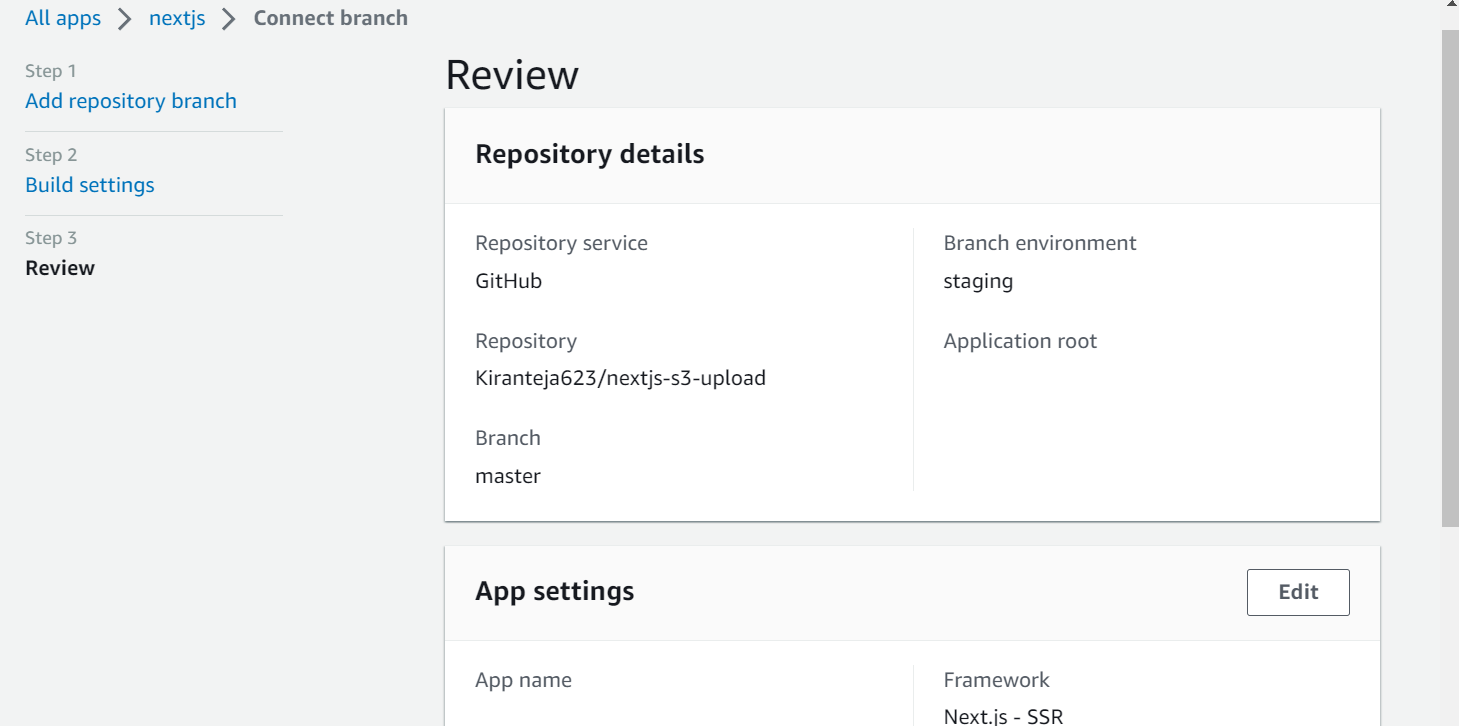 All apps > nextjs > Connect branch
Step 1
Add repository branch
Step 2
Build settings
Step 3
Review
Review
Repository details
Repository service
GitHub
Repository
Kiranteja623/nextjs-s3-upload
Branch
master
Branch environment
staging
Application root
App settings
Edit
App name
Framework
Next.js - SSR